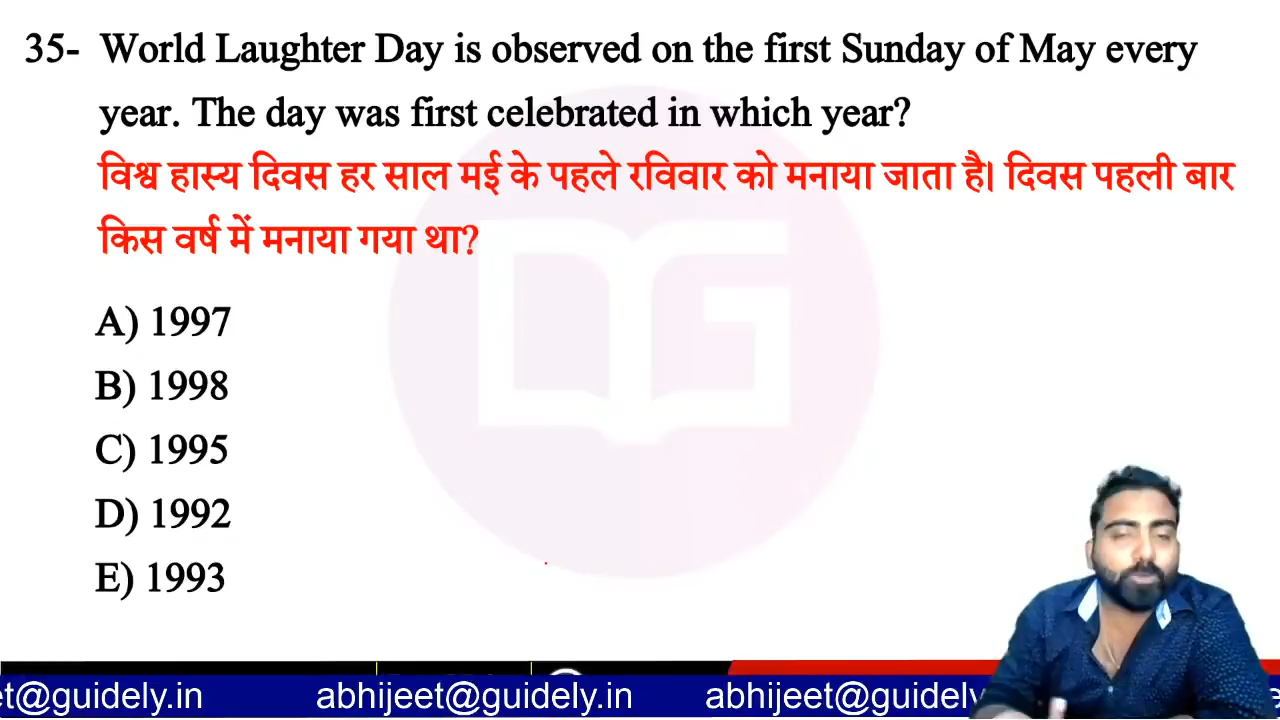 35- World Laughter Day is observed on the first Sunday of May every
year. The day was first celebrated in which year?
विश्व हास्य दिवस हर साल मई के पहले रविवार को मनाया जाता है। दिवस पहली बार
किस वर्ष में मनाया गया था?
A) 1997
B) 1998
C) 1995
D) 1992
E) 1993
DG
et@guidely.in abhijeet@guidely.in abhijeet@guidely